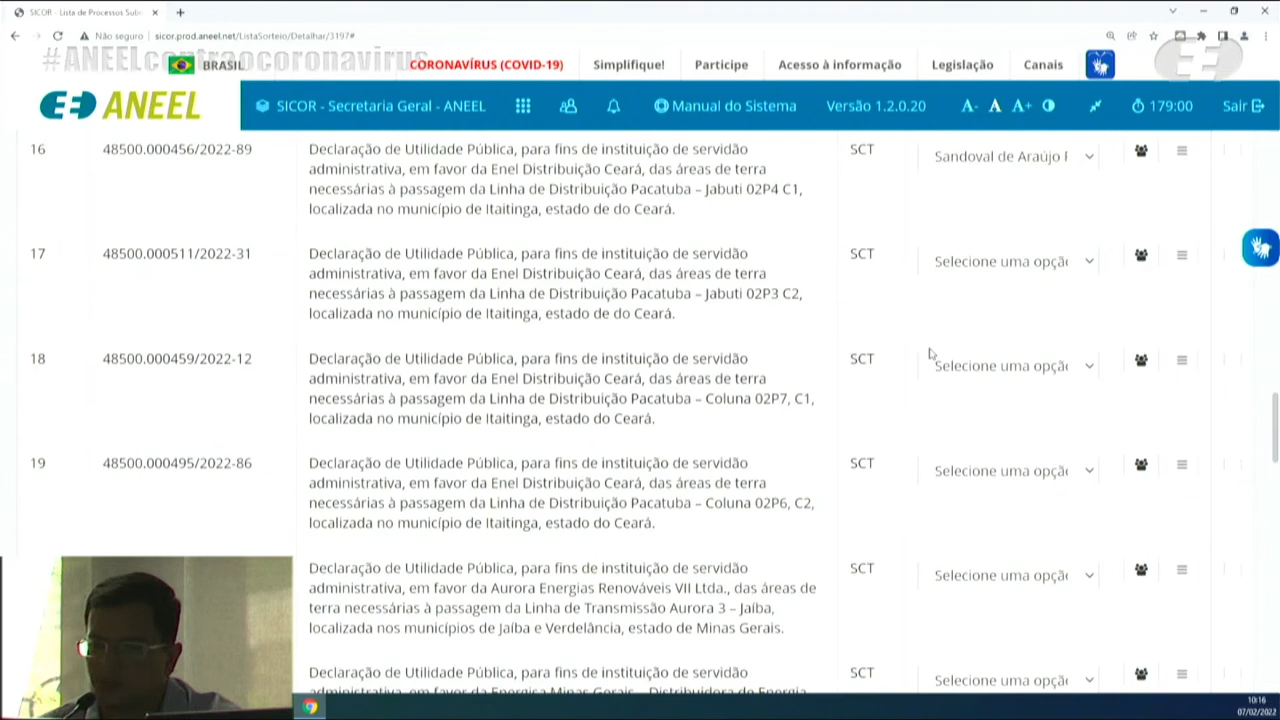 SICOR - Lista de Processos Sub
Não seguro | sicor.prod.aneel.net/ListaSorteio/Detalhar/3197#
#ANEELcontraocoronavírus
BRASIL CORONAVÍRUS (COVID-19) Simplifique! Participe Acesso à informação Legislação Canais
ANEEL SICOR - Secretaria Geral - ANEEL Manual do Sistema Versão 1.2.0.20 A- A A+ 179:00 Sair
16 48500.000456/2022-89 Declaração de Utilidade Pública, para fins de instituição de servidão SCT Sandoval de Araújo F
administrativa, em favor da Enel Distribuição Ceará, das áreas de terra
necessárias à passagem da Linha de Distribuição Pacatuba – Jabuti 02P4 C1,
localizada no município de Itaitinga, estado de do Ceará.
17 48500.000511/2022-31 Declaração de Utilidade Pública, para fins de instituição de servidão SCT Selecione uma opçã
administrativa, em favor da Enel Distribuição Ceará, das áreas de terra
necessárias à passagem da Linha de Distribuição Pacatuba – Jabuti 02P3 C2,
localizada no município de Itaitinga, estado de do Ceará.
18 48500.000459/2022-12 Declaração de Utilidade Pública, para fins de instituição de servidão SCT Selecione uma opçã
administrativa, em favor da Enel Distribuição Ceará, das áreas de terra
necessárias à passagem da Linha de Distribuição Pacatuba – Coluna 02P7, C1,
localizada no município de Itaitinga, estado do Ceará.
19 48500.000495/2022-86 Declaração de Utilidade Pública, para fins de instituição de servidão SCT Selecione uma opçã
administrativa, em favor da Enel Distribuição Ceará, das áreas de terra
necessárias à passagem da Linha de Distribuição Pacatuba – Coluna 02P6, C2,
localizada no município de Itaitinga, estado do Ceará.
Declaração de Utilidade Pública, para fins de instituição de servidão SCT Selecione uma opçã
administrativa, em favor da Aurora Energias Renováveis VII Ltda., das áreas de
terra necessárias à passagem da Linha de Transmissão Aurora 3 – Jaíba,
localizada nos municípios de Jaíba e Verdelância, estado de Minas Gerais.
Declaração de Utilidade Pública, para fins de instituição de servidão SCT Selecione uma opçã
administrativa, em favor da Energisa Minas Gerais – Distribuidora de Energia
10:16
07/02/2022